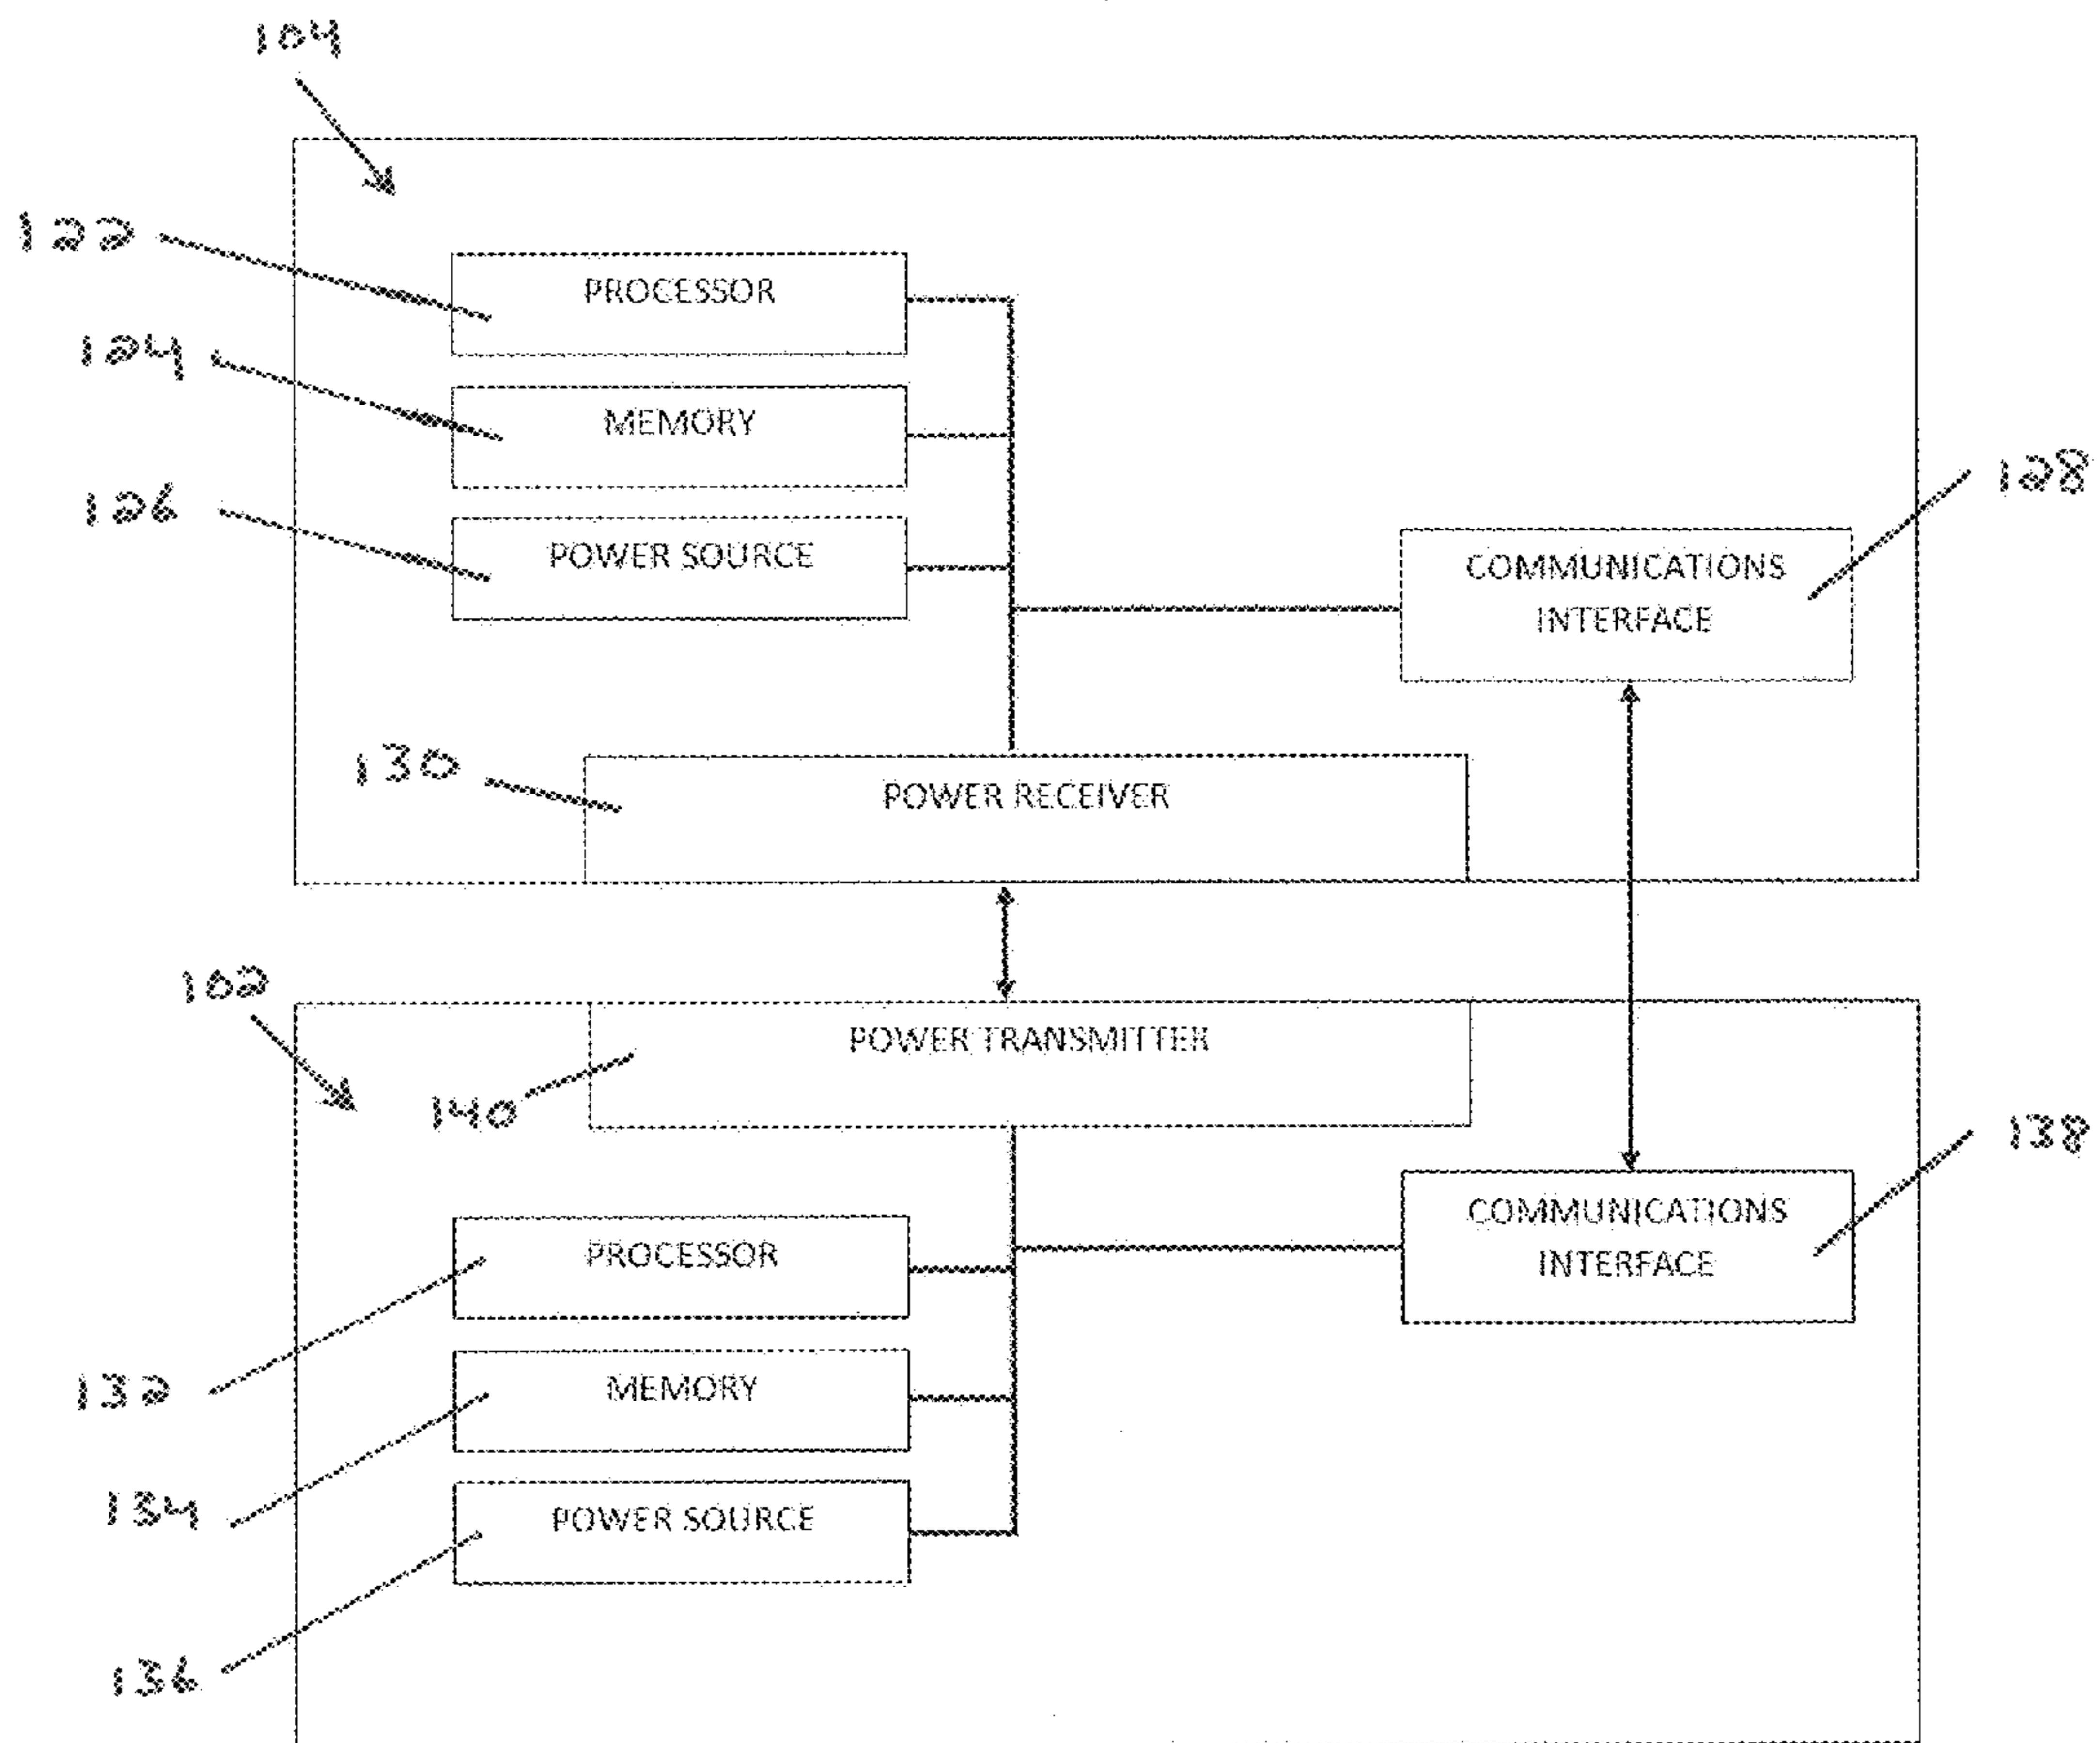 104
122
PROCESSOR
124
MEMORY
126
POWER SOURCE
128
COMMUNICATIONS
INTERFACE
130
POWER RECEIVER
102
POWER TRANSMITTER
140
138
COMMUNICATIONS
INTERFACE
PROCESSOR
132
MEMORY
134
POWER SOURCE
136